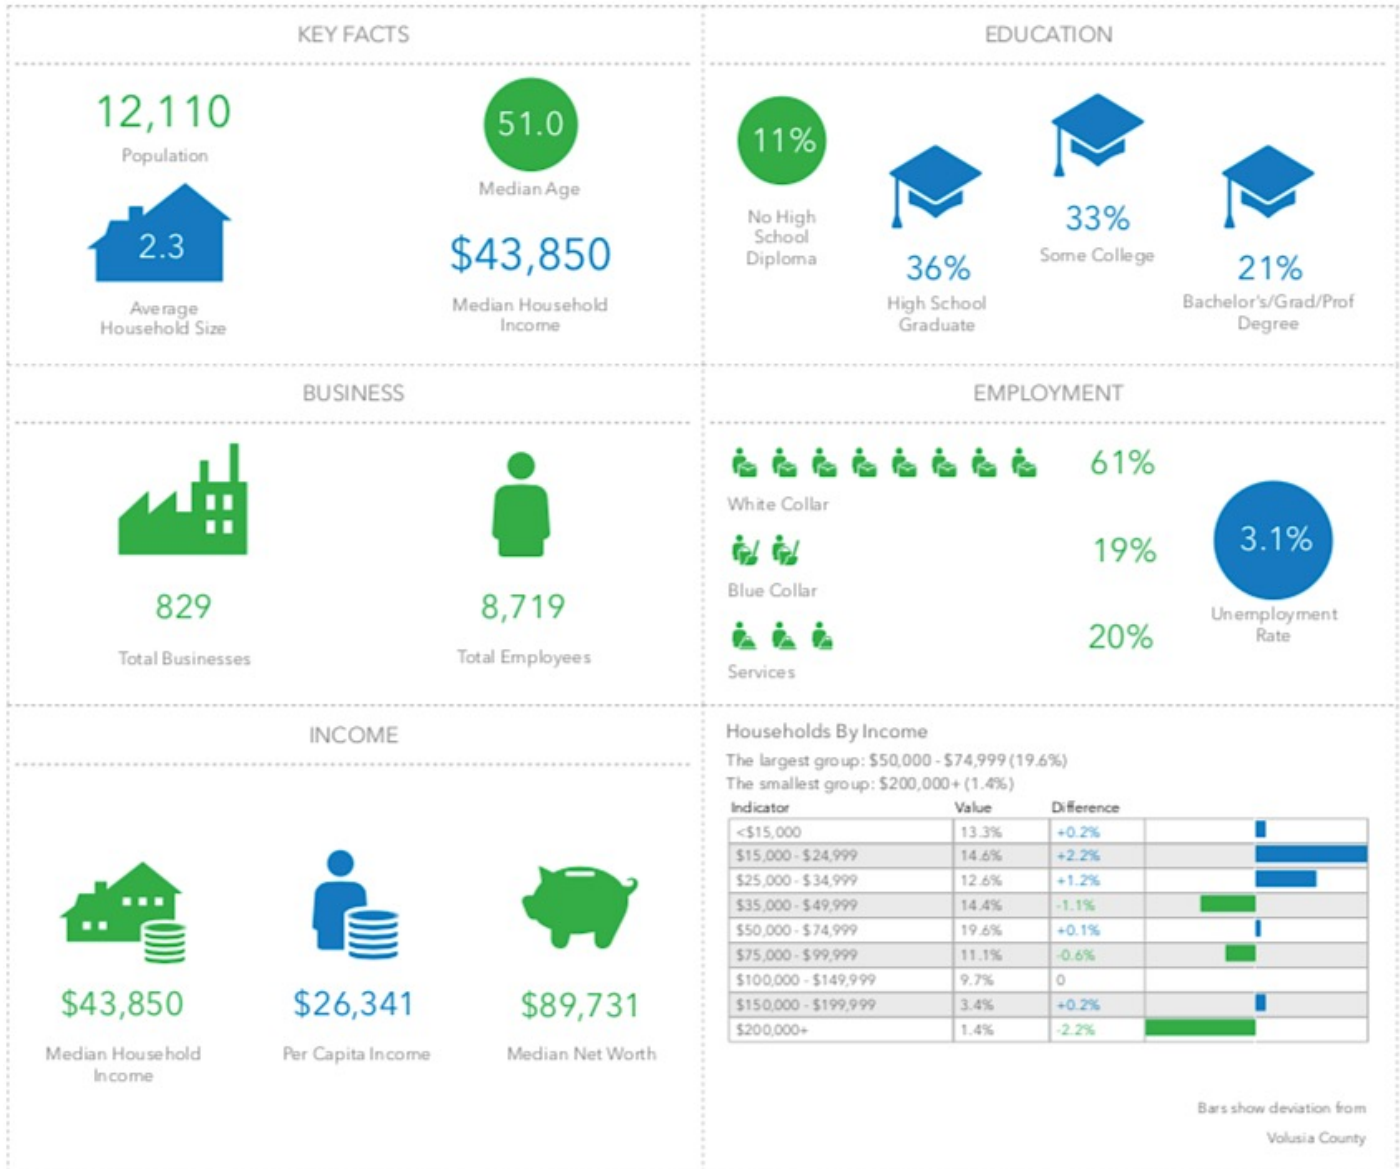 KEY FACTS
12,110
Population
51.0
Median Age
2.3
Average
Household Size
$43,850
Median Household
Income
EDUCATION
11%
No High
School
Diploma
36%
High School
Graduate
33%
Some College
21%
Bachelor's/Grad/Prof
Degree
BUSINESS
829
Total Businesses
8,719
Total Employees
EMPLOYMENT
61%
White Collar
19%
Blue Collar
20%
Services
3.1%
Unemployment
Rate
INCOME
$43,850
Median Household
Income
$26,341
Per Capita Income
$89,731
Median Net Worth
Households By Income
The largest group: $50,000 - $74,999 (19.6%)
The smallest group: $200,000+ (1.4%)
Indicator Value Difference
<$15,000 13.3% +0.2%
$15,000 - $24,999 14.6% +2.2%
$25,000 - $34,999 12.6% +1.2%
$35,000 - $49,999 14.4% -1.1%
$50,000 - $74,999 19.6% +0.1%
$75,000 - $99,999 11.1% -0.6%
$100,000 - $149,999 9.7% 0
$150,000 - $199,999 3.4% +0.2%
$200,000+ 1.4% -2.2%
Bars show deviation from
Volusia County